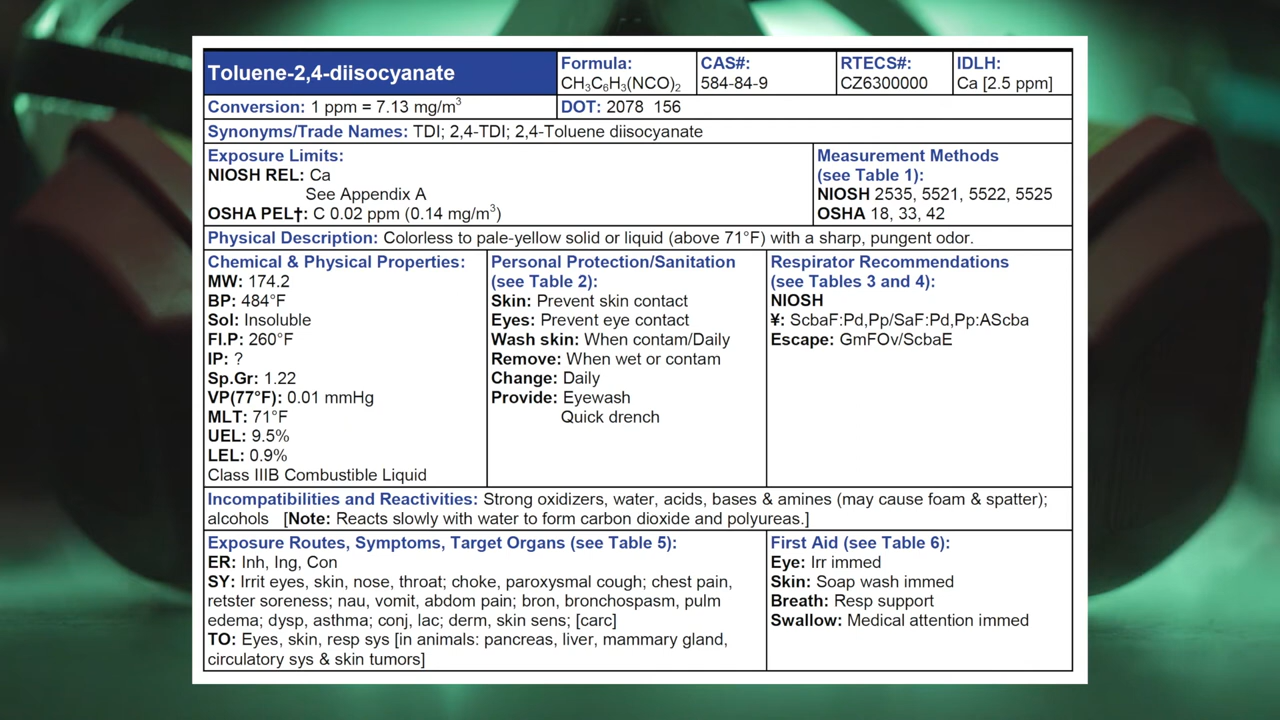 Toluene-2,4-diisocyanate
Formula:
CH₃C₆H₃(NCO)₂
CAS#:
584-84-9
RTECS#:
CZ6300000
IDLH:
Ca [2.5 ppm]
Conversion: 1 ppm = 7.13 mg/m³
DOT: 2078 156
Synonyms/Trade Names: TDI; 2,4-TDI; 2,4-Toluene diisocyanate
Exposure Limits:
NIOSH REL: Ca
See Appendix A
OSHA PEL†: C 0.02 ppm (0.14 mg/m³)
Measurement Methods
(see Table 1):
NIOSH 2535, 5521, 5522, 5525
OSHA 18, 33, 42
Physical Description: Colorless to pale-yellow solid or liquid (above 71°F) with a sharp, pungent odor.
Chemical & Physical Properties:
MW: 174.2
BP: 484°F
Sol: Insoluble
Fl.P: 260°F
IP: ?
Sp.Gr: 1.22
VP(77°F): 0.01 mmHg
MLT: 71°F
UEL: 9.5%
LEL: 0.9%
Class IIIB Combustible Liquid
Personal Protection/Sanitation
(see Table 2):
Skin: Prevent skin contact
Eyes: Prevent eye contact
Wash skin: When contam/Daily
Remove: When wet or contam
Change: Daily
Provide: Eyewash
Quick drench
Respirator Recommendations
(see Tables 3 and 4):
NIOSH
¥: ScbaF:Pd,Pp/SaF:Pd,Pp:AScba
Escape: GmFOv/ScbaE
Incompatibilities and Reactivities: Strong oxidizers, water, acids, bases & amines (may cause foam & spatter);
alcohols [Note: Reacts slowly with water to form carbon dioxide and polyureas.]
Exposure Routes, Symptoms, Target Organs (see Table 5):
ER: Inh, Ing, Con
SY: Irrit eyes, skin, nose, throat; choke, paroxysmal cough; chest pain,
retster soreness; nau, vomit, abdom pain; bron, bronchospasm, pulm
edema; dysp, asthma; conj, lac; derm, skin sens; [carc]
TO: Eyes, skin, resp sys [in animals: pancreas, liver, mammary gland,
circulatory sys & skin tumors]
First Aid (see Table 6):
Eye: Irr immed
Skin: Soap wash immed
Breath: Resp support
Swallow: Medical attention immed